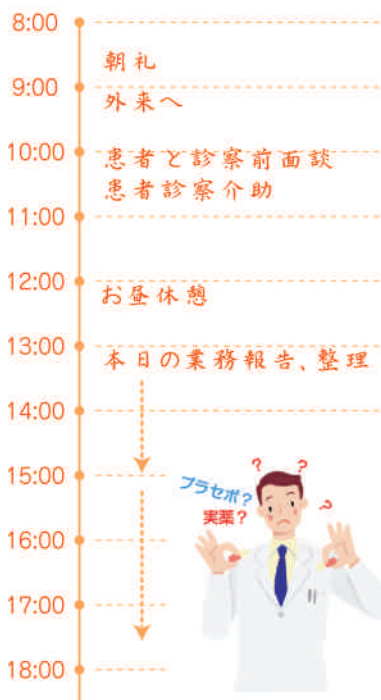 8:00
朝礼
9:00
外来へ
10:00
患者と診察前面談
患者診察介助
11:00
12:00
お昼休憩
13:00
本日の業務報告、整理
14:00
15:00
?
?
プラセボ?
?
実薬?
16:00
17:00
18:00